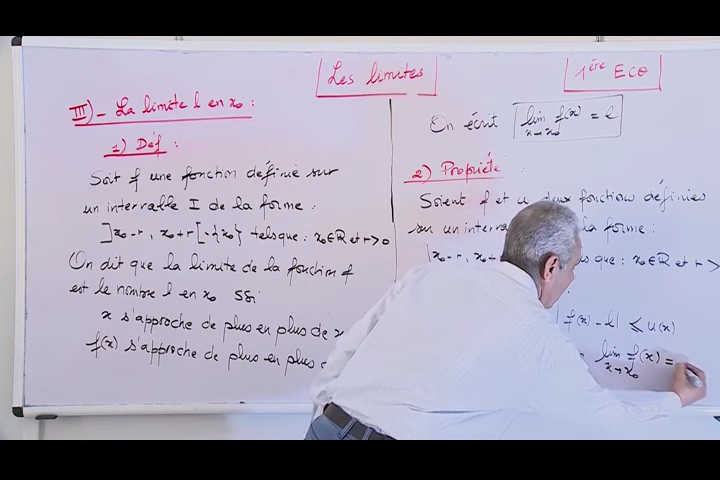 Les limites
1ère Eco
III) - La limite l en x₀ :
1) Déf :
Soit f une fonction définie sur
un intervalle I de la forme :
]x₀-r, x₀+r[-{x₀} telsque : x₀∈ℝ et r>0
On dit que la limite de la fonction f
est le nombre l en x₀ ssi
x s'approche de plus en plus de
f(x) s'approche de plus en plus
On écrit lim f(x) = l
x→x₀
2) Propriété :
Soient f et u deux fonctions définies
sur un la forme :
]x₀-r, x₀+ que : x₀∈ℝ et r >
|f(x)-l| ⩽ u(x)
lim f(x) =
x→x₀